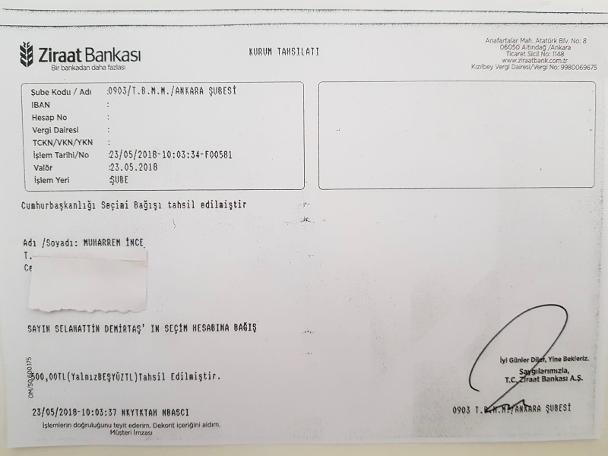 Ziraat Bankası
Bir bankadan daha fazlası
KURUM TAHSİLATI
Anafartalar Mah. Atatürk Blv. No: 8
06050 Altındağ /Ankara
Ticaret Sicil No: 1148
www.ziraatbank.com.tr
Kızılbey Vergi Dairesi/Vergi No: 9980069675
Şube Kodu / Adı :0903/T.B.M.M./ANKARA ŞUBESİ
IBAN :
Hesap No :
Vergi Dairesi :
TCKN/VKN/YKN :
İşlem Tarihi/No :23/05/2018-10:03:34-F00581
Valör :23.05.2018
İşlem Yeri :ŞUBE
Cumhurbaşkanlığı Seçimi Bağışı tahsil edilmiştir
Adı /Soyadı: MUHARREM İNCE
T.
Ce
SAYIN SELAHATTİN DEMİRTAŞ' IN SEÇİM HESABINA BAĞIŞ
500,00TL(YalnızBEŞYÜZTL)Tahsil Edilmiştir.
İyi Günler Diler, Yine Bekleriz.
Saygılarımızla,
T.C. Ziraat Bankası A.Ş.
0903 T.B.M.M./ANKARA ŞUBESİ
23/05/2018-10:03:37 NKYTKTAH NBASCI
İşlemlerin doğruluğunu teyit ederim. Dekont içeriğini aldım.
Müşteri İmzası